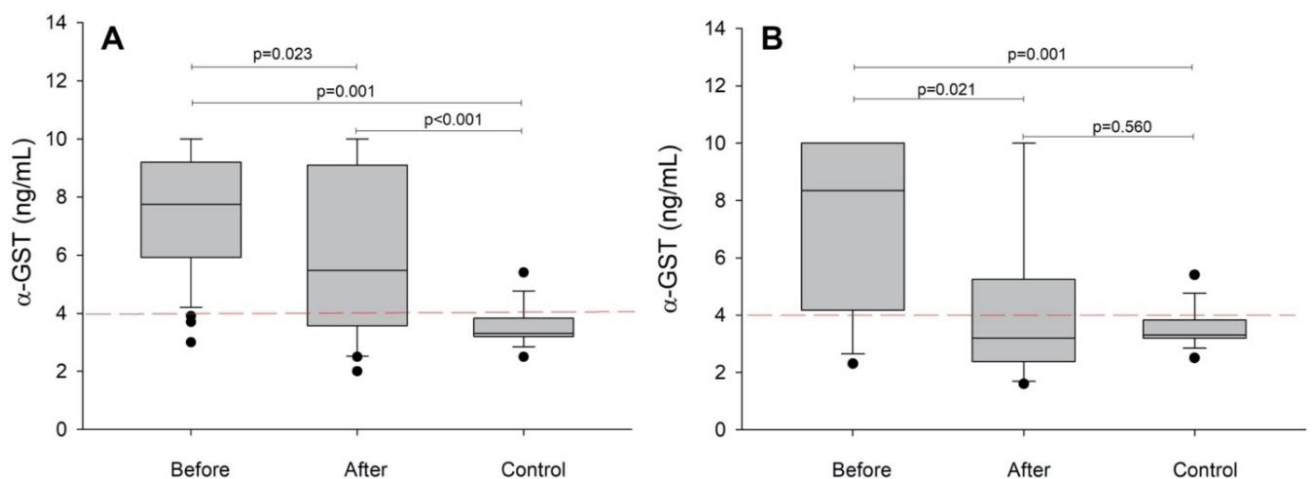 A
14
12
10
8
6
4
2
0
α-GST (ng/mL)
p=0.023
p=0.001
p<0.001
Before After Control
B
14
12
10
8
6
4
2
0
α-GST (ng/mL)
p=0.001
p=0.021
p=0.560
Before After Control